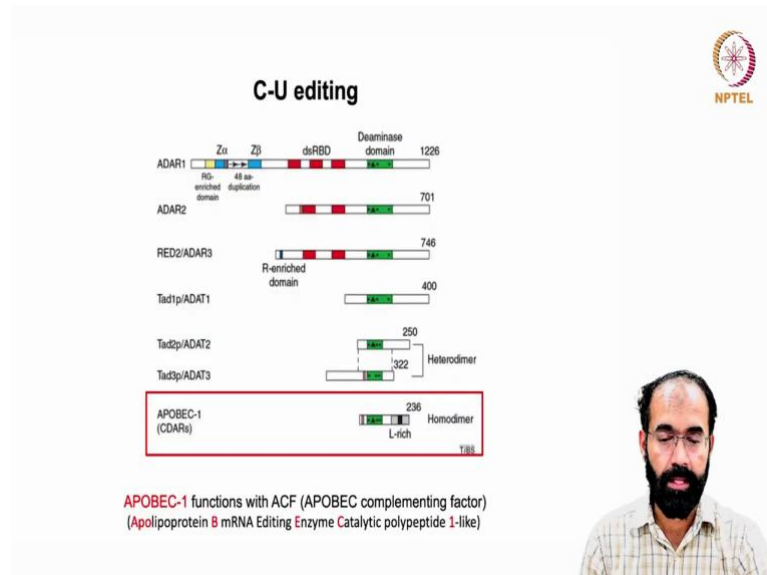 NPTEL
C-U editing
Zα Zβ dsRBD Deaminase domain 1226
ADAR1
RG-enriched domain 48 aa-duplication
701
ADAR2
746
RED2/ADAR3
R-enriched domain
400
Tad1p/ADAT1
250
Tad2p/ADAT2
322 Heterodimer
Tad3p/ADAT3
236
APOBEC-1 (CDARs) Homodimer
L-rich
TiBS
APOBEC-1 functions with ACF (APOBEC complementing factor)
(Apolipoprotein B mRNA Editing Enzyme Catalytic polypeptide 1-like)